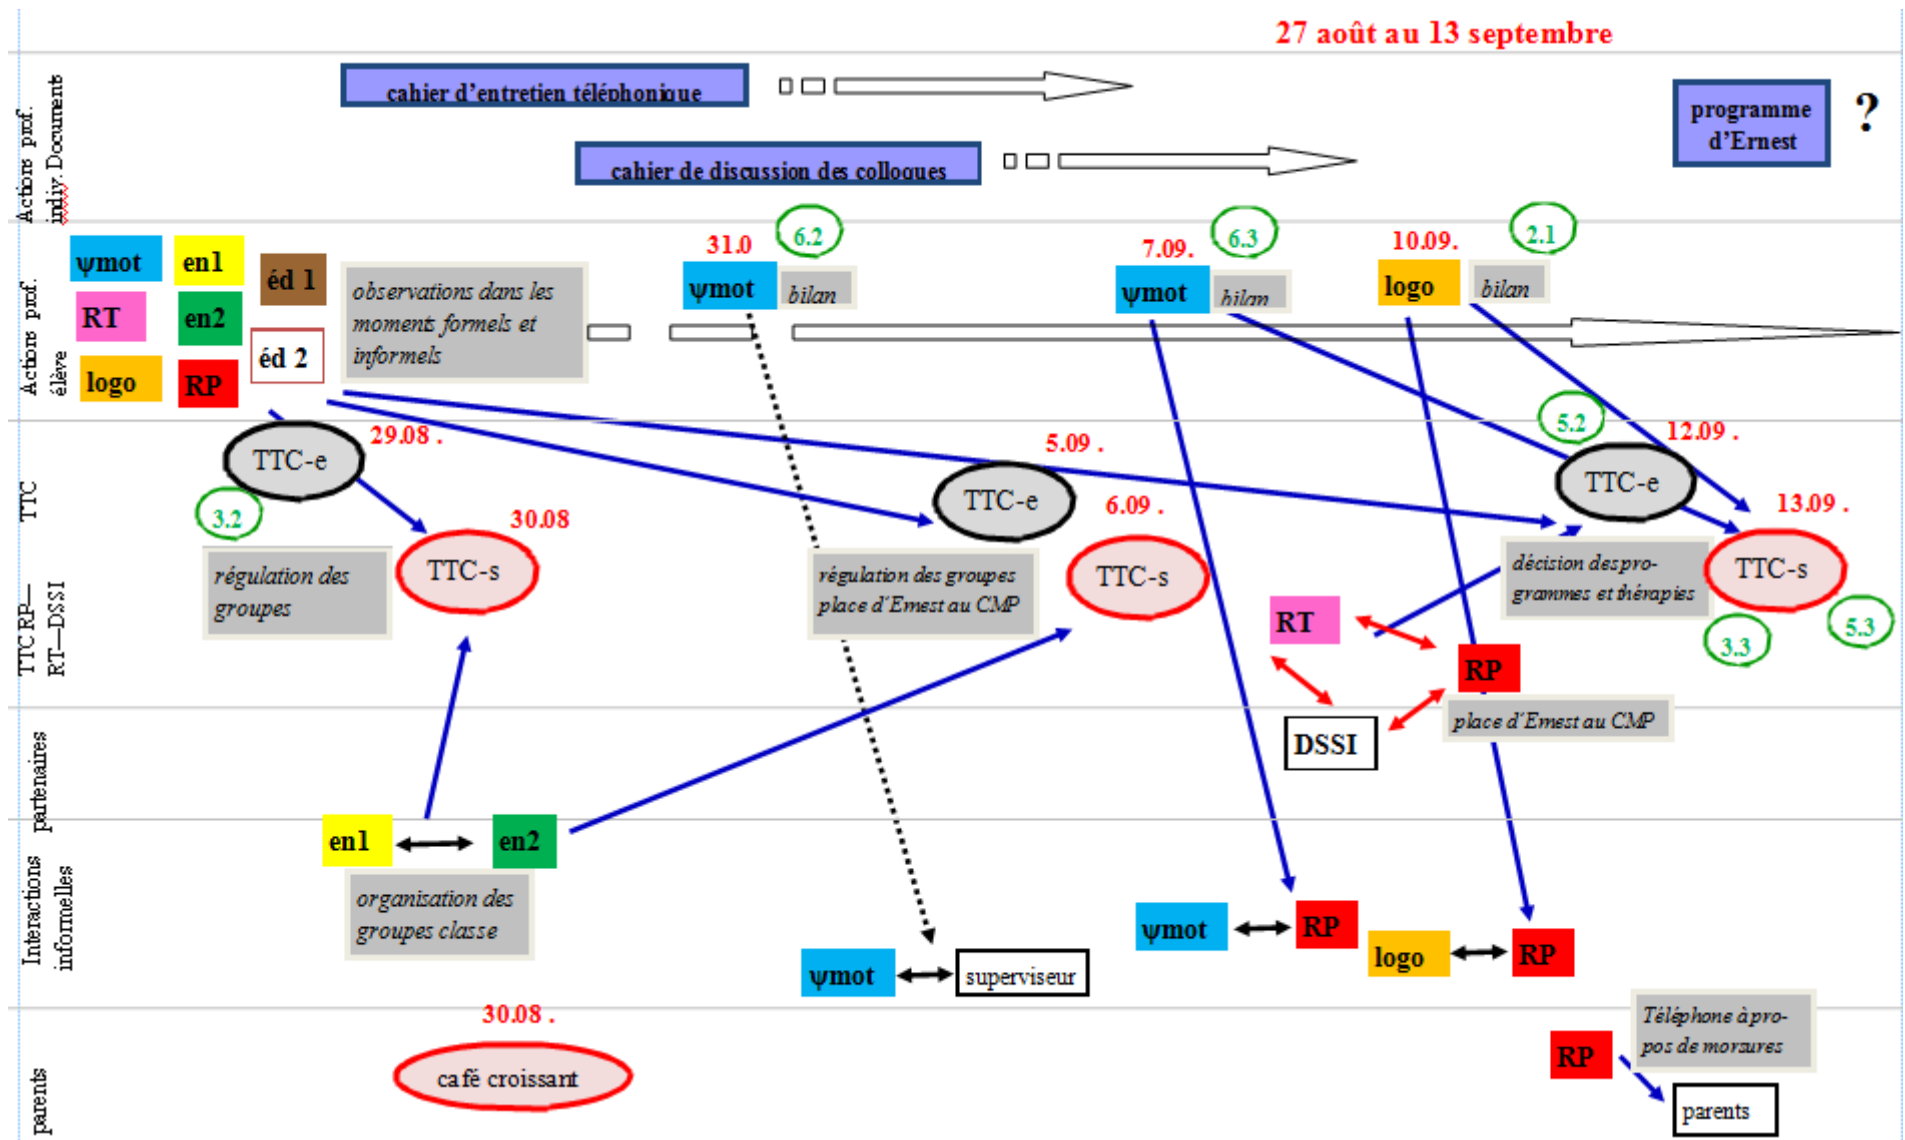 27 août au 13 septembre
Actions prof.
indiv. Documents
cahier d’entretien téléphonique
cahier de discussion des colloques
programme
d’Ernest
?
Actions prof.
élève
ψmot
en1
éd 1
RT
en2
éd 2
logo
RP
observations dans les
moments formels et
informels
31.0
6.2
ψmot
bilan
7.09.
6.3
ψmot
bilan
10.09.
2.1
logo
bilan
TTC
29.08 .
TTC-e
3.2
30.08
TTC-s
régulation des
groupes
5.09 .
TTC-e
6.09 .
TTC-s
régulation des groupes
place d’Ernest au CMP
5.2
12.09 .
TTC-e
13.09 .
TTC-s
décision des pro-
grammes et thérapies
3.3
5.3
TTC RP—
RT—DSSI
RT
RP
DSSI
place d’Ernest au CMP
partenaires
Interactions
informelles
en1
en2
organisation des
groupes classe
ψmot
superviseur
ψmot
RP
logo
RP
parents
30.08 .
café croissant
Téléphone à pro-
pos de morsures
RP
parents